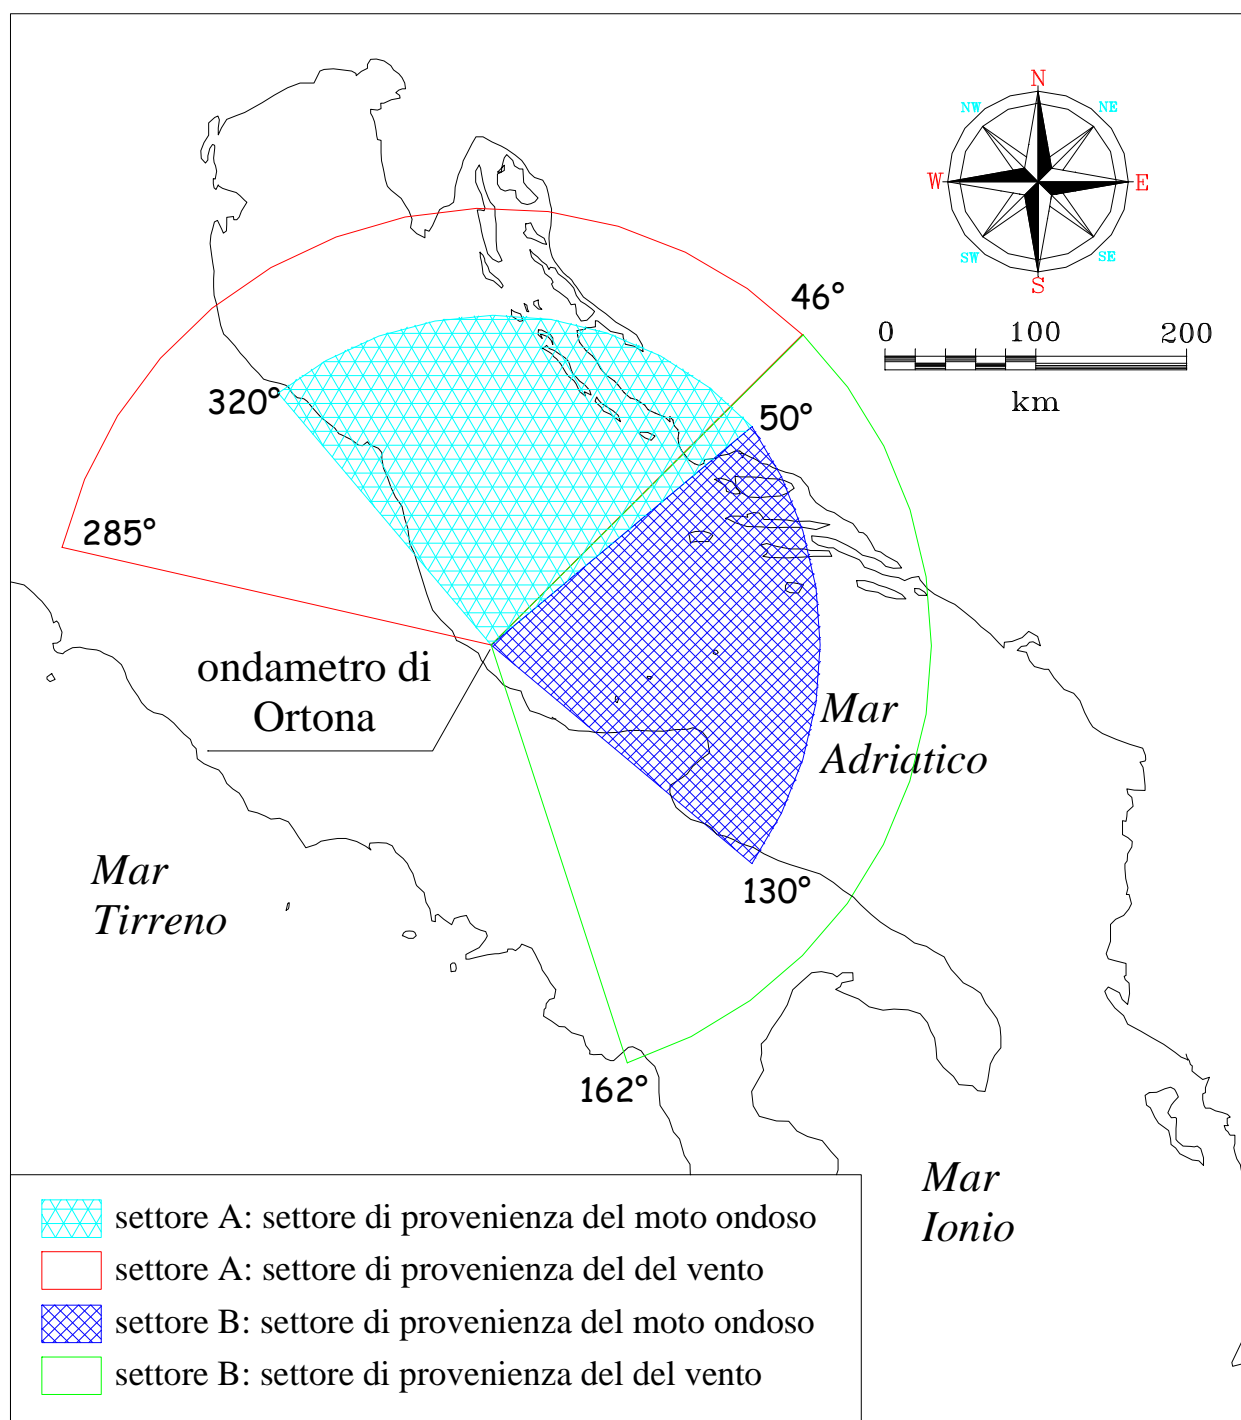 N
NW
NE
W
E
SW
SE
S
46°
0 100 200
km
320°
50°
285°
ondametro di
Ortona
Mar
Adriatico
Mar
Tirreno
130°
162°
Mar
Ionio
settore A: settore di provenienza del moto ondoso
settore A: settore di provenienza del del vento
settore B: settore di provenienza del moto ondoso
settore B: settore di provenienza del del vento